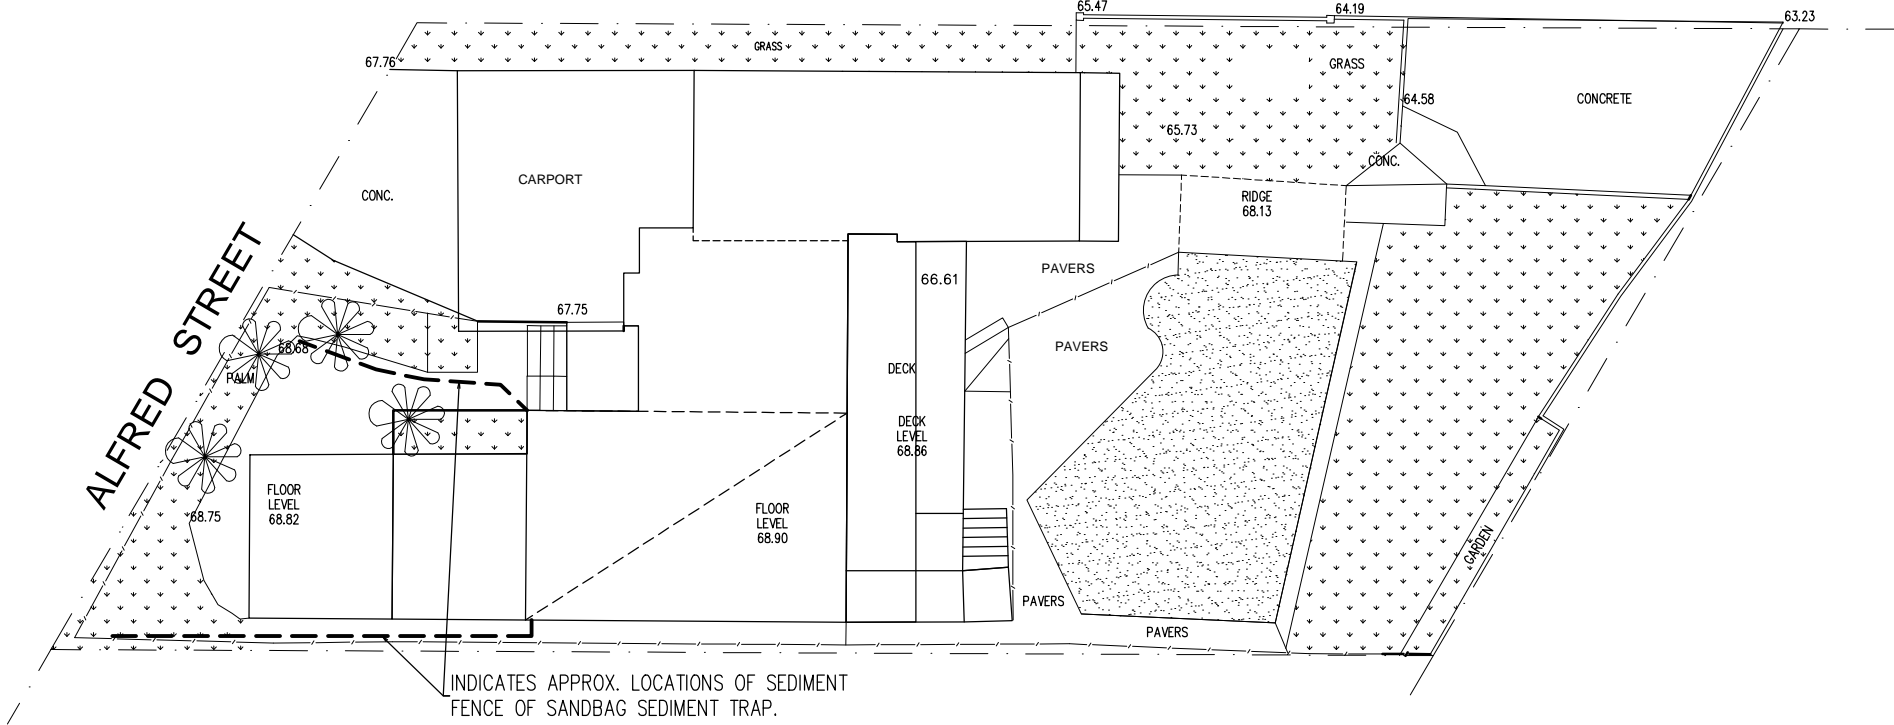 65.47
64.19
63.23
GRASS
67.76
GRASS
64.58
CONCRETE
65.73
CARPORT
CONC.
CONC.
RIDGE
68.13
PAVERS
66.61
67.75
ALFRED STREET
68.68
PALM
PAVERS
DECK
DECK
LEVEL
68.86
FLOOR
LEVEL
68.82
68.75
FLOOR
LEVEL
68.90
GARDEN
PAVERS
PAVERS
INDICATES APPROX. LOCATIONS OF SEDIMENT
FENCE OF SANDBAG SEDIMENT TRAP.